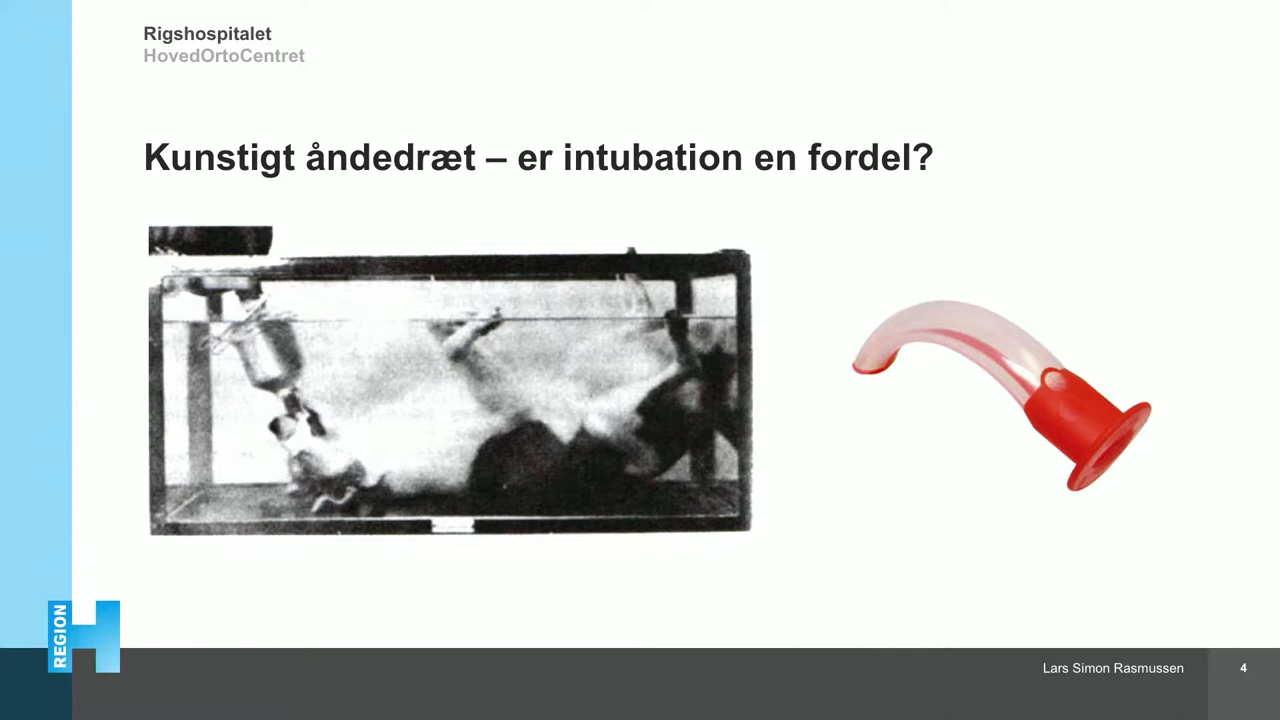 Rigshospitalet
HovedOrtoCentret
Kunstigt åndedræt – er intubation en fordel?
REGION
Lars Simon Rasmussen
4